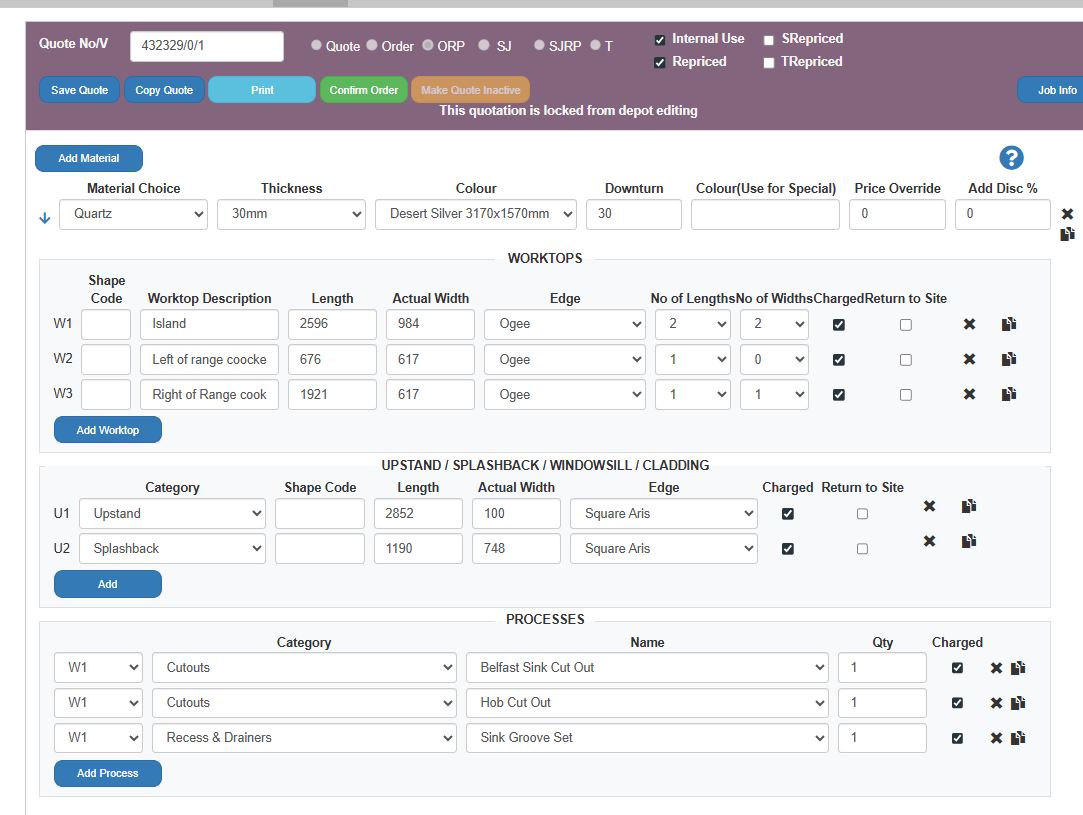 Quote No/V 432329/0/1 Quote Order ORP SJ SJRP T Internal Use SRepriced
Repriced TRepriced
Save Quote Copy Quote Print Confirm Order Make Quote Inactive Job Info
This quotation is locked from depot editing
Add Material ?
Material Choice Thickness Colour Downturn Colour(Use for Special) Price Override Add Disc %
Quartz 30mm Desert Silver 3170x1570mm 30 0 0
WORKTOPS
Shape
Code Worktop Description Length Actual Width Edge No of Lengths No of Widths Charged Return to Site
W1 Island 2596 984 Ogee 2 2
W2 Left of range coocke 676 617 Ogee 1 0
W3 Right of Range cook 1921 617 Ogee 1 1
Add Worktop
UPSTAND / SPLASHBACK / WINDOWSILL / CLADDING
Category Shape Code Length Actual Width Edge Charged Return to Site
U1 Upstand 2852 100 Square Aris
U2 Splashback 1190 748 Square Aris
Add
PROCESSES
Category Name Qty Charged
W1 Cutouts Belfast Sink Cut Out 1
W1 Cutouts Hob Cut Out 1
W1 Recess & Drainers Sink Groove Set 1
Add Process